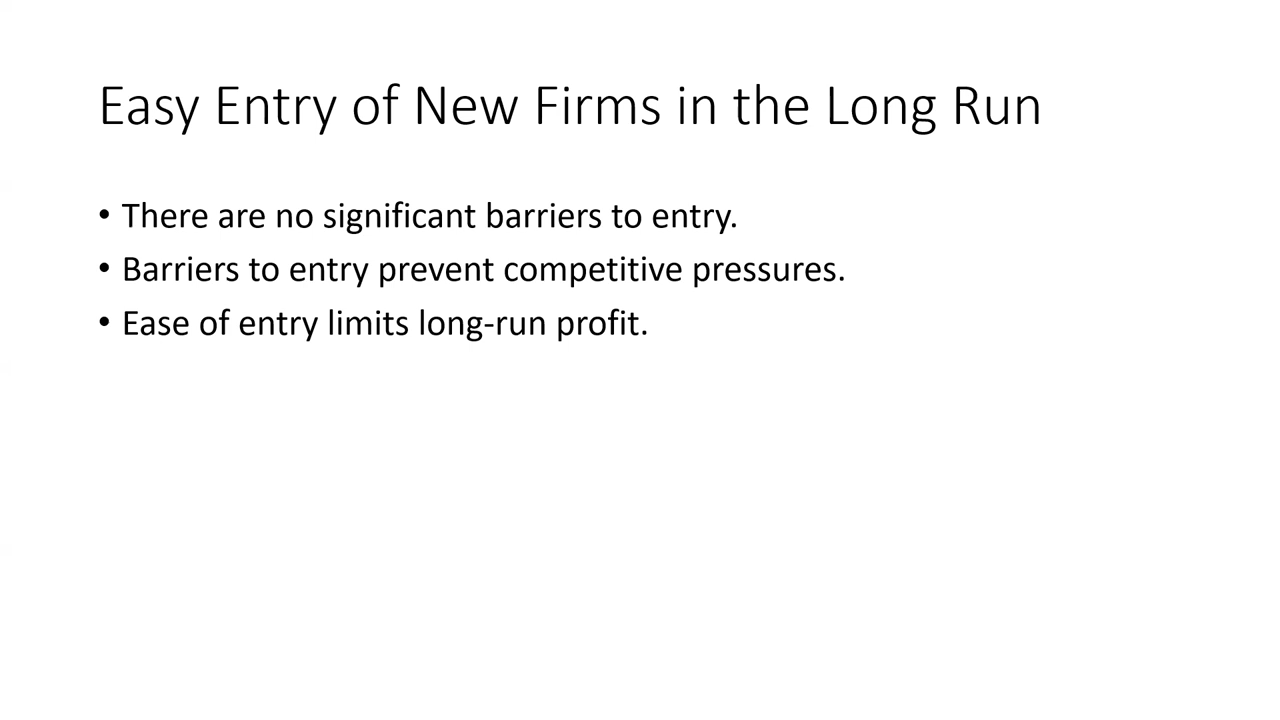 Easy Entry of New Firms in the Long Run
• There are no significant barriers to entry.
• Barriers to entry prevent competitive pressures.
• Ease of entry limits long-run profit.